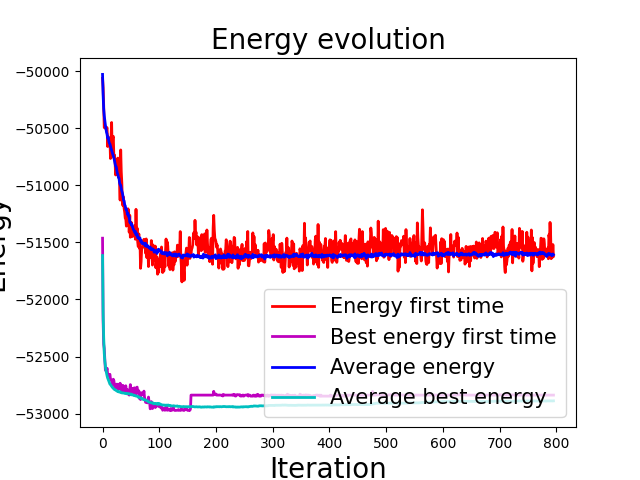 Energy evolution
Energy
−50000
−50500
−51000
−51500
−52000
−52500
−53000
Energy first time
Best energy first time
Average energy
Average best energy
0 100 200 300 400 500 600 700 800
Iteration